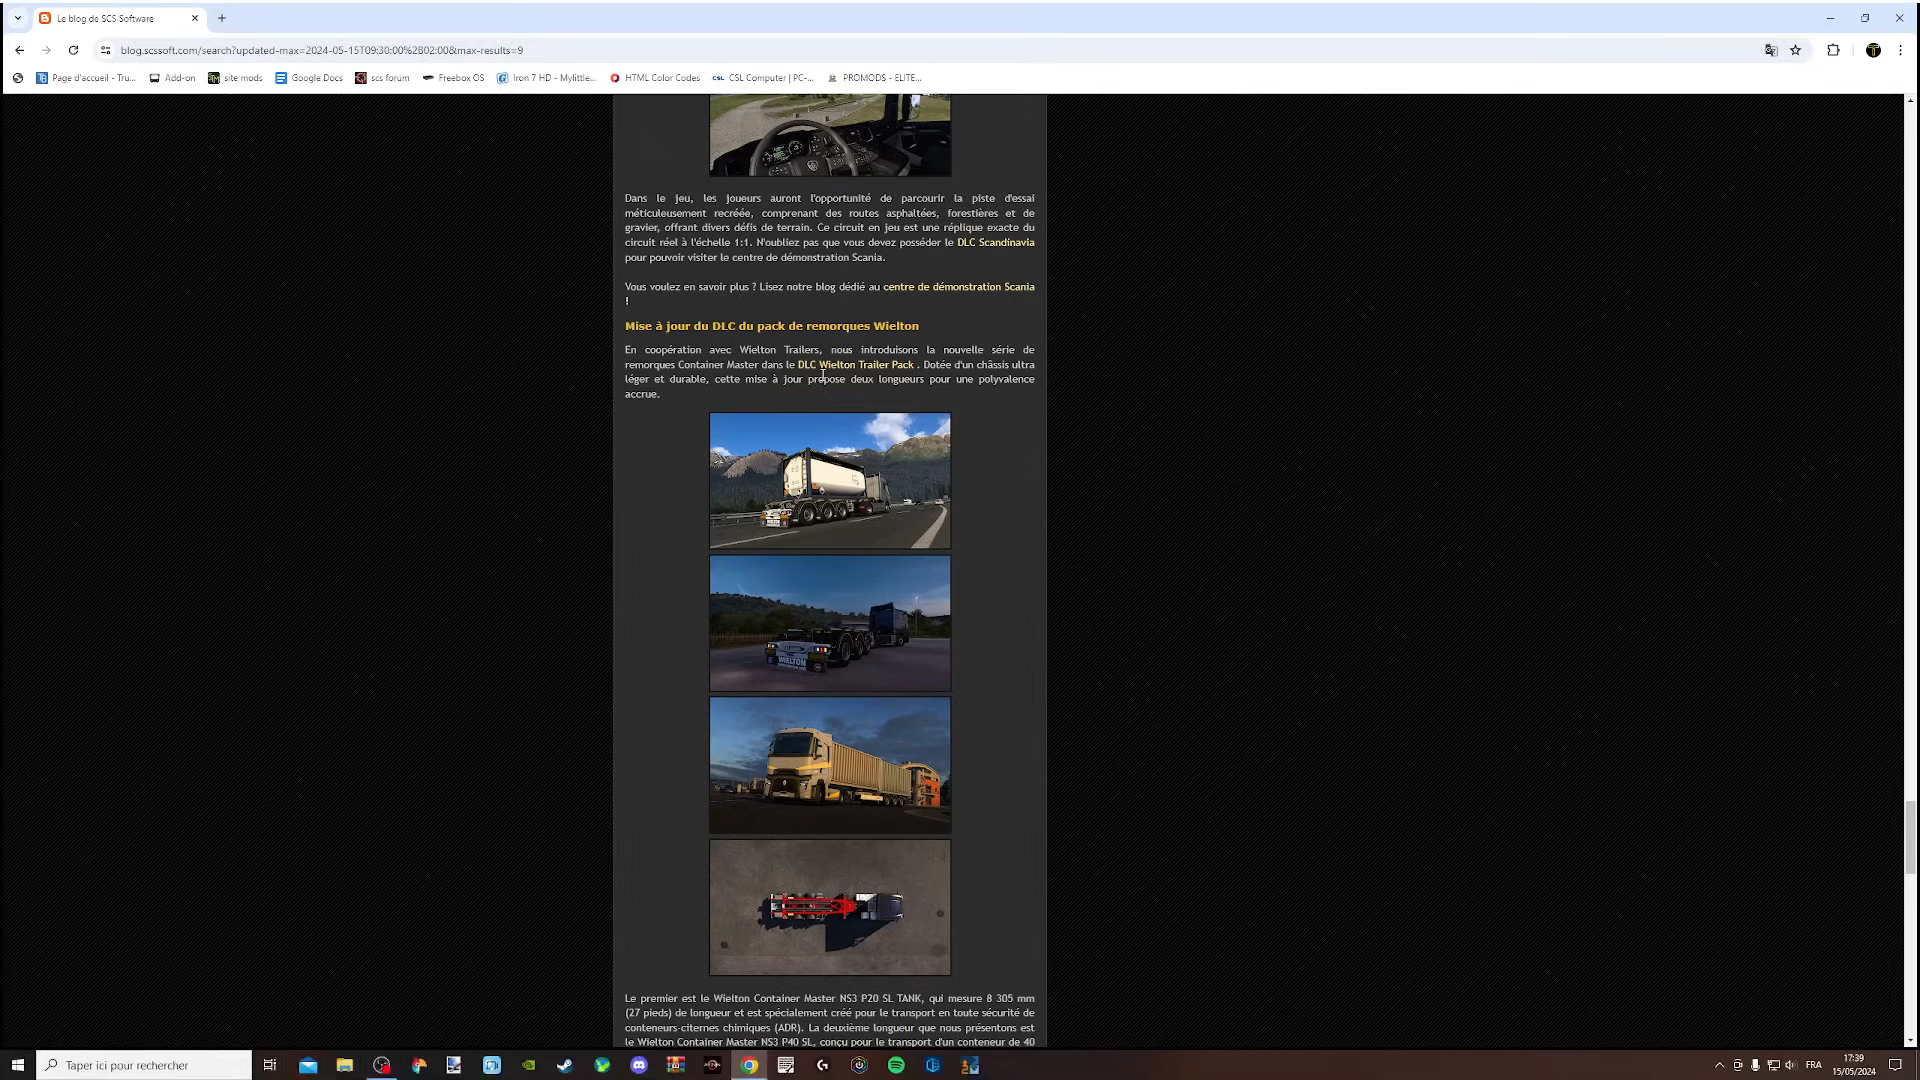 Le blog de SCS Software
blog.scssoft.com/search?updated-max=2024-05-15T09:30:00%2B02:00&max-results=9
Page d'accueil - Tru...
Add-on
site mods
Google Docs
scs forum
Freebox OS
Iron 7 HD - Mylittle...
HTML Color Codes
CSL Computer | PC-...
PROMODS - ELITE...
Dans le jeu, les joueurs auront l'opportunité de parcourir la piste d'essai
méticuleusement recréée, comprenant des routes asphaltées, forestières et de
gravier, offrant divers défis de terrain. Ce circuit en jeu est une réplique exacte du
circuit réel à l'échelle 1:1. N'oubliez pas que vous devez posséder le DLC Scandinavia
pour pouvoir visiter le centre de démonstration Scania.
Vous voulez en savoir plus ? Lisez notre blog dédié au centre de démonstration Scania
!
Mise à jour du DLC du pack de remorques Wielton
En coopération avec Wielton Trailers, nous introduisons la nouvelle série de
remorques Container Master dans le DLC Wielton Trailer Pack . Dotée d'un châssis ultra
léger et durable, cette mise à jour propose deux longueurs pour une polyvalence
accrue.
WIELTON
WIELTON
Le premier est le Wielton Container Master NS3 P20 SL TANK, qui mesure 8 305 mm
(27 pieds) de longueur et est spécialement créé pour le transport en toute sécurité de
conteneurs-citernes chimiques (ADR). La deuxième longueur que nous présentons est
le Wielton Container Master NS3 P40 SL, conçu pour le transport d'un conteneur de 40
Taper ici pour rechercher
FRA
17:39
15/05/2024